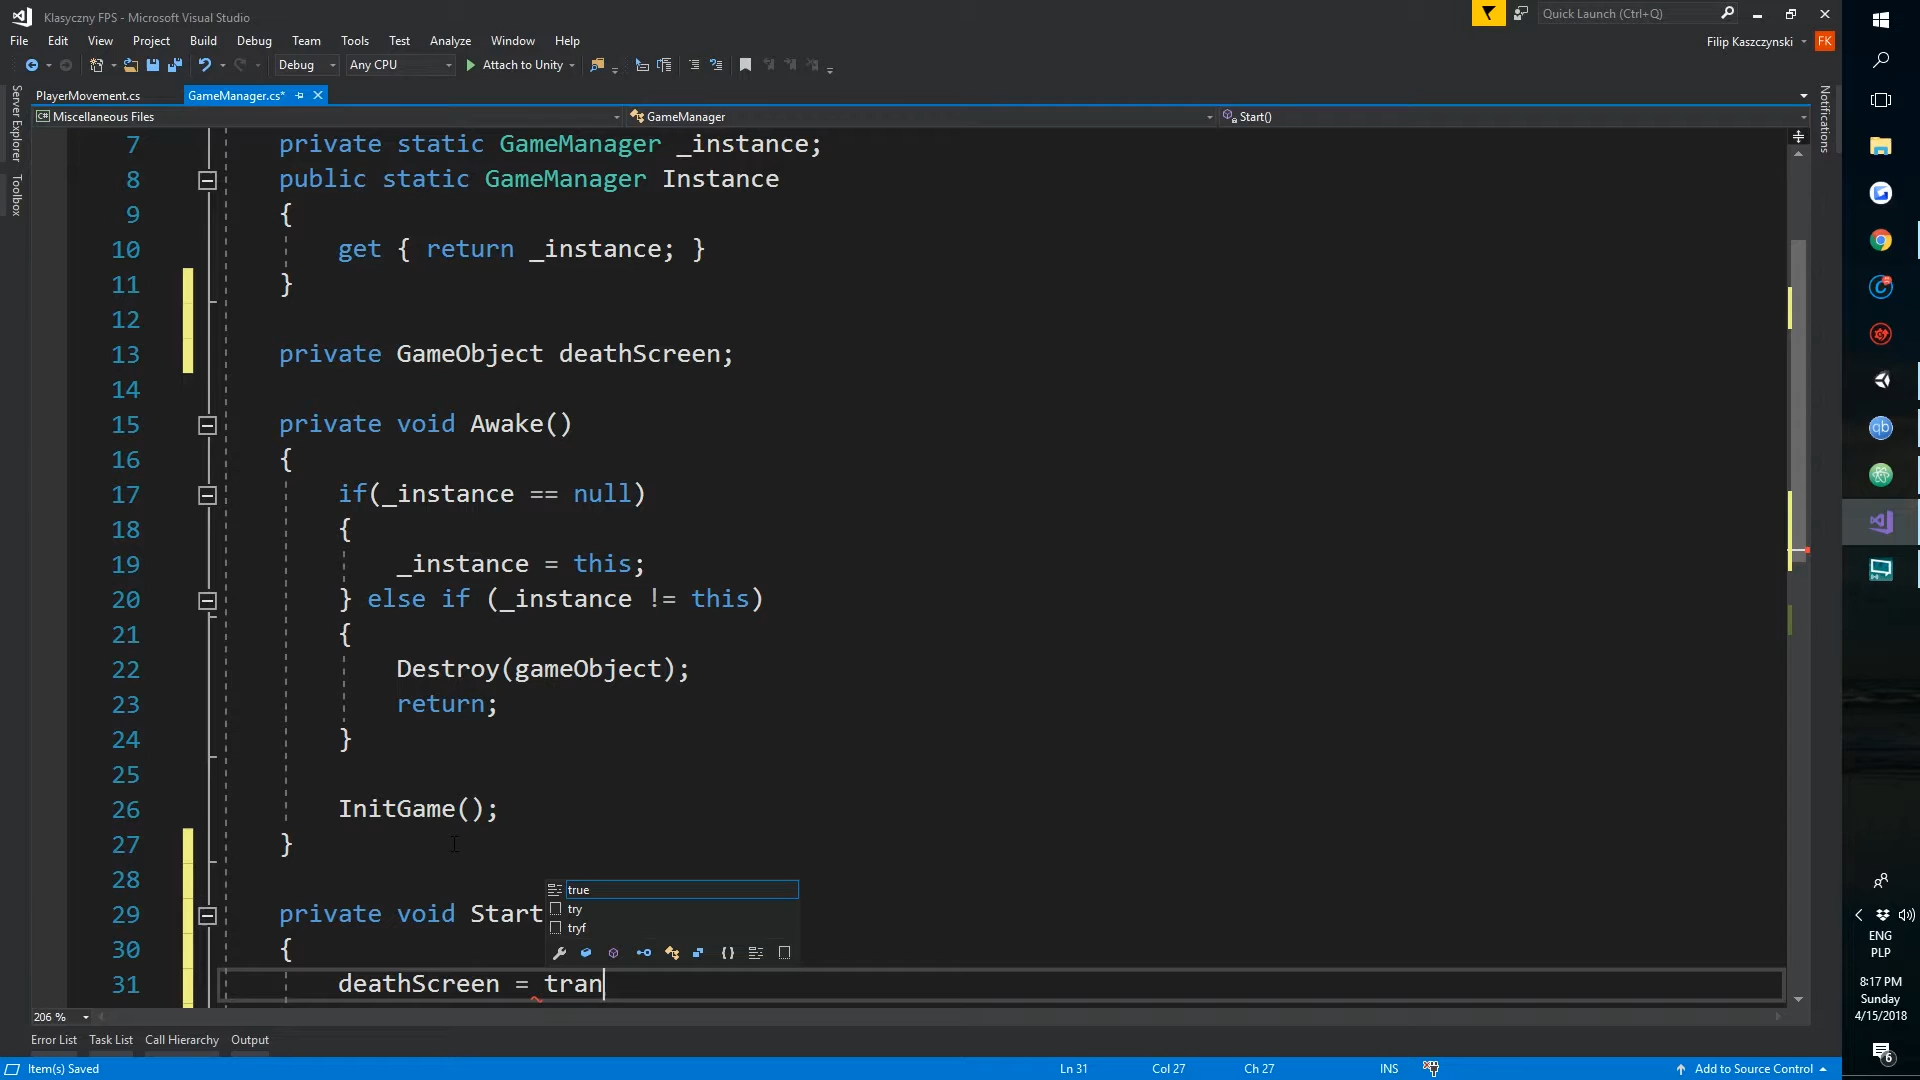 Klasyczny FPS - Microsoft Visual Studio
Quick Launch (Ctrl+Q)
File Edit View Project Build Debug Team Tools Test Analyze Window Help
Filip Kaszczynski FK
Debug Any CPU Attach to Unity
PlayerMovement.cs GameManager.cs*
C# Miscellaneous Files GameManager Start()
Server Explorer
Toolbox
Notifications
7 private static GameManager _instance;
8 public static GameManager Instance
9 {
10 get { return _instance; }
11 }
12
13 private GameObject deathScreen;
14
15 private void Awake()
16 {
17 if(_instance == null)
18 {
19 _instance = this;
20 } else if (_instance != this)
21 {
22 Destroy(gameObject);
23 return;
24 }
25
26 InitGame();
27 }
28
true
29 private void Start
try
tryf
30 {
31 deathScreen = tran
206 %
Error List Task List Call Hierarchy Output
Item(s) Saved Ln 31 Col 27 Ch 27 INS Add to Source Control
qb
ENG
PLP
8:17 PM
Sunday
4/15/2018
6